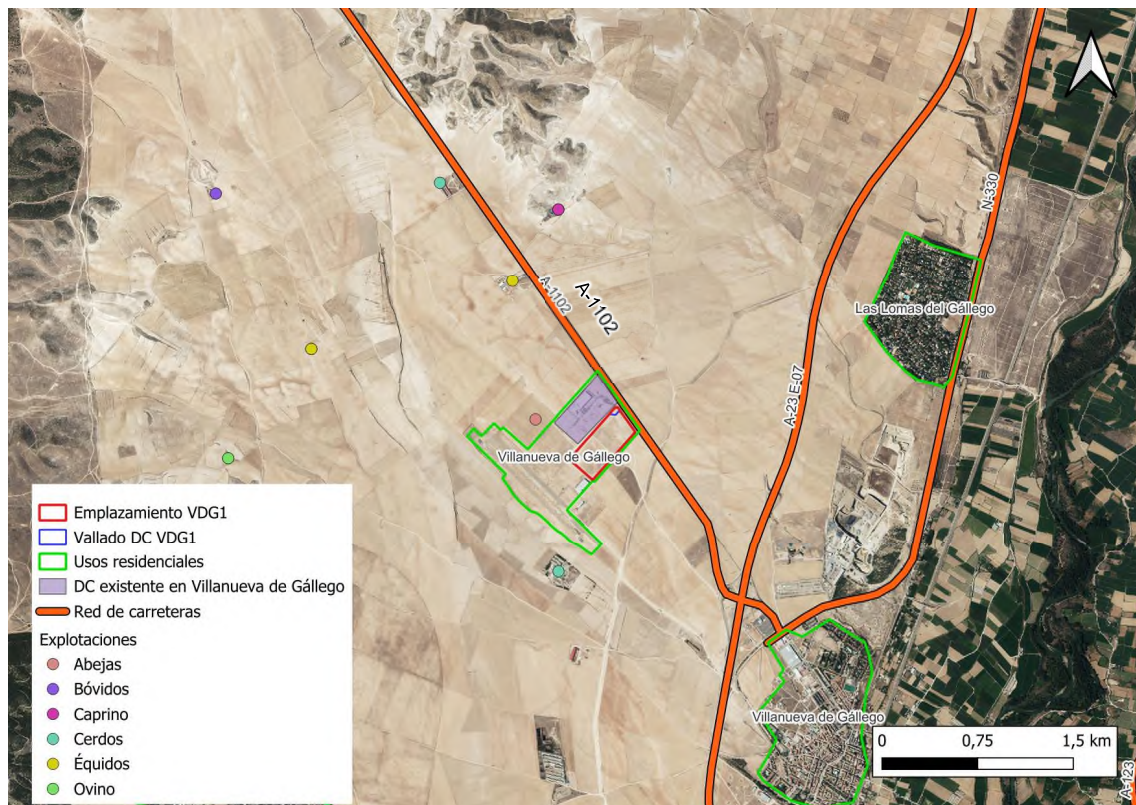 N-330
A-1102
A-1102
Las Lomas del Gállego
A-23 E-07
Villanueva de Gállego
Emplazamiento VDG1
Vallado DC VDG1
Usos residenciales
DC existente en Villanueva de Gállego
Red de carreteras
Explotaciones
Abejas
Bóvidos
Caprino
Cerdos
Équidos
Ovino
Villanueva de Gállego
0 0,75 1,5 km
A-123